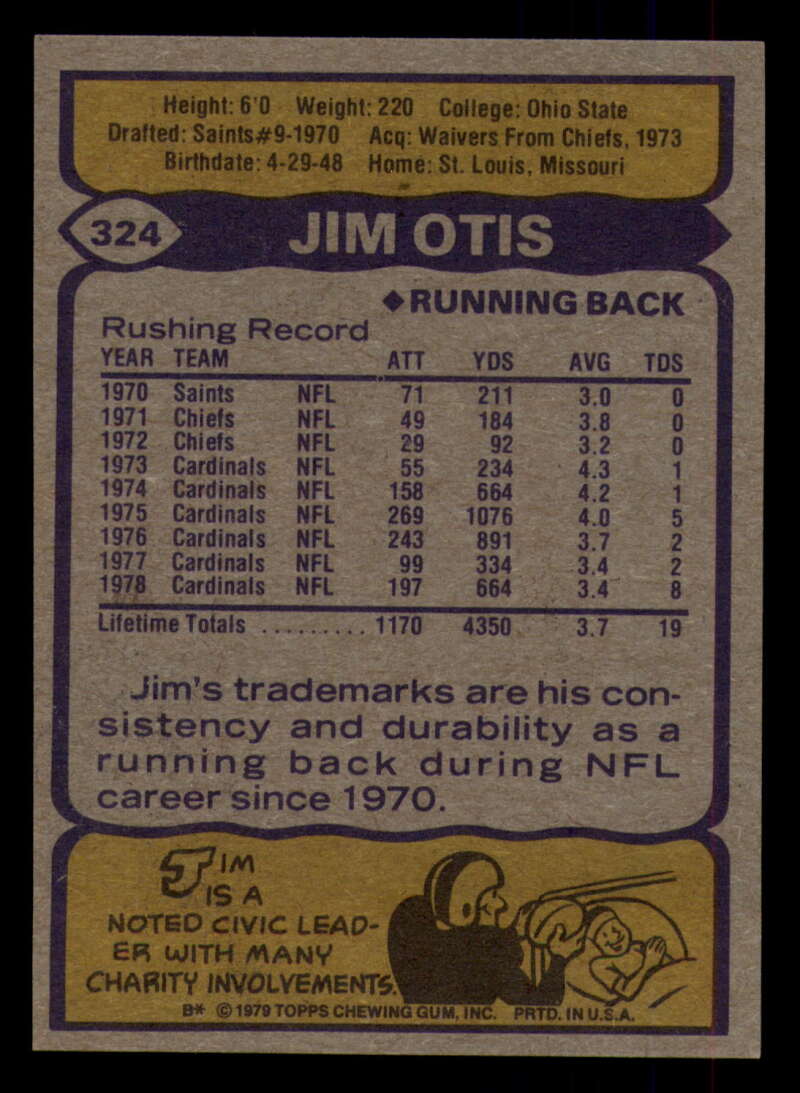 Height: 6'0 Weight: 220 College: Ohio State
Drafted: Saints#9-1970 Acq: Waivers From Chiefs, 1973
Birthdate: 4-29-48 Home: St. Louis, Missouri
324 JIM OTIS
◆RUNNING BACK
Rushing Record
YEAR TEAM ATT YDS AVG TDS
1970 Saints NFL 71 211 3.0 0
1971 Chiefs NFL 49 184 3.8 0
1972 Chiefs NFL 29 92 3.2 0
1973 Cardinals NFL 55 234 4.3 1
1974 Cardinals NFL 158 664 4.2 1
1975 Cardinals NFL 269 1076 4.0 5
1976 Cardinals NFL 243 891 3.7 2
1977 Cardinals NFL 99 334 3.4 2
1978 Cardinals NFL 197 664 3.4 8
Lifetime Totals .......... 1170 4350 3.7 19
Jim's trademarks are his con-
sistency and durability as a
running back during NFL
career since 1970.
JIM
IS A
NOTED CIVIC LEAD-
ER WITH MANY
CHARITY INVOLVEMENTS.
B* ©1979 TOPPS CHEWING GUM, INC. PRTD. IN U.S.A.